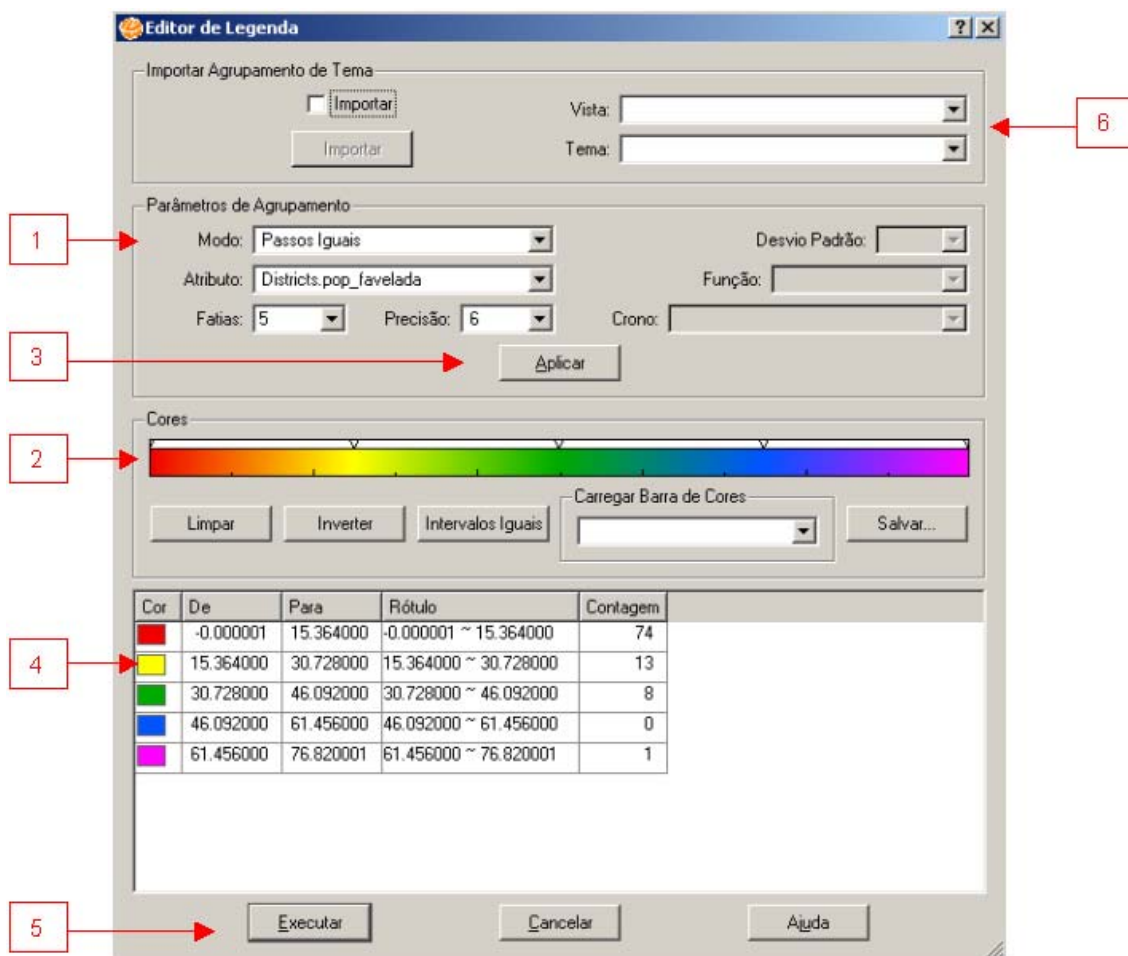 Editor de Legenda
Importar Agrupamento de Tema
Importar
Vista:
6
Importar
Tema:
Parâmetros de Agrupamento
1
Modo: Passos Iguais
Desvio Padrão:
Atributo: Districts.pop_favelada
Função:
Fatias: 5
Precisão: 6
Crono:
3
Aplicar
Cores
2
Carregar Barra de Cores
Limpar
Inverter
Intervalos Iguais
Salvar...
Cor De Para Rótulo Contagem
-0.000001 15.364000 -0.000001 ~ 15.364000 74
4
15.364000 30.728000 15.364000 ~ 30.728000 13
30.728000 46.092000 30.728000 ~ 46.092000 8
46.092000 61.456000 46.092000 ~ 61.456000 0
61.456000 76.820001 61.456000 ~ 76.820001 1
5
Executar
Cancelar
Ajuda